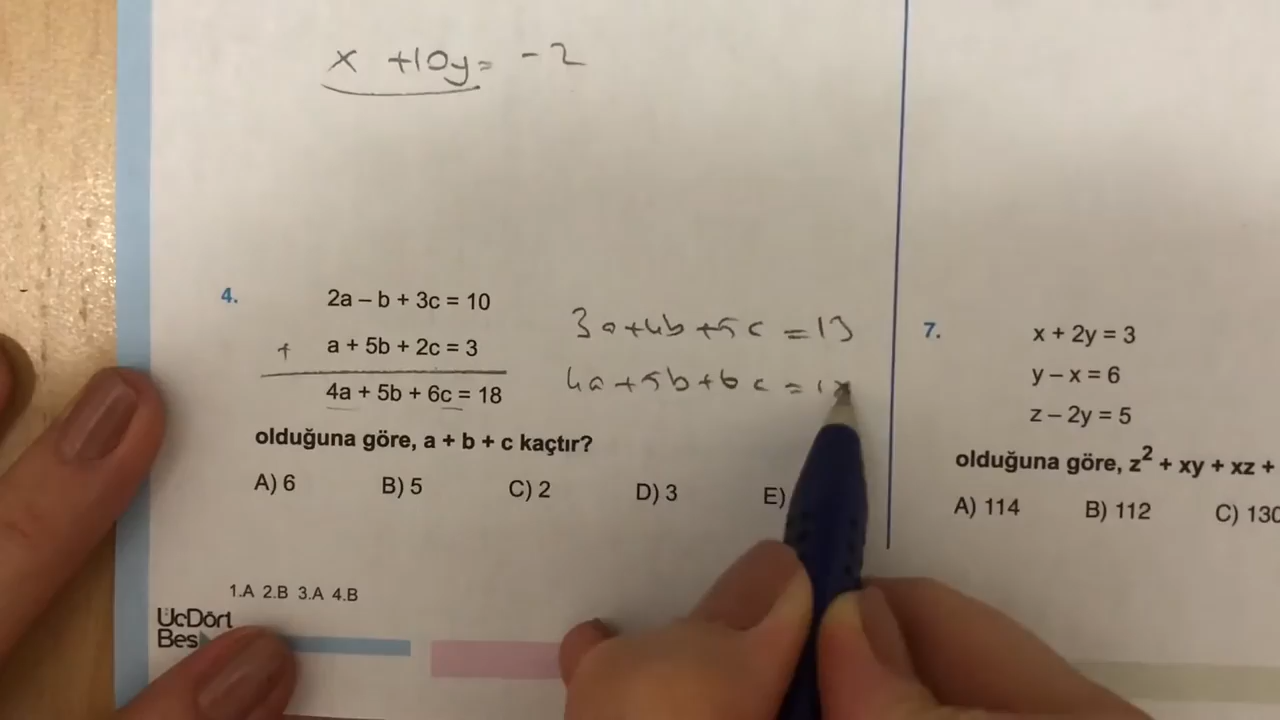 x +10y = -2
4.
2a – b + 3c = 10
+ a + 5b + 2c = 3
4a + 5b + 6c = 18
olduğuna göre, a + b + c kaçtır?
A) 6 B) 5 C) 2 D) 3 E)
3a+4b+5c =13
4a+5b+6c =18
1.A 2.B 3.A 4.B
ÜçDört
Beş
7.
x + 2y = 3
y – x = 6
z – 2y = 5
olduğuna göre, z² + xy + xz +
A) 114 B) 112 C) 130